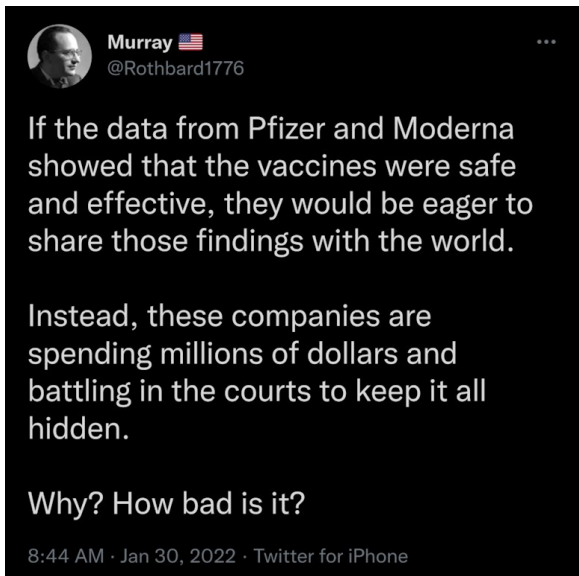 Murray 🇺🇸
@Rothbard1776
If the data from Pfizer and Moderna
showed that the vaccines were safe
and effective, they would be eager to
share those findings with the world.
Instead, these companies are
spending millions of dollars and
battling in the courts to keep it all
hidden.
Why? How bad is it?
8:44 AM · Jan 30, 2022 · Twitter for iPhone